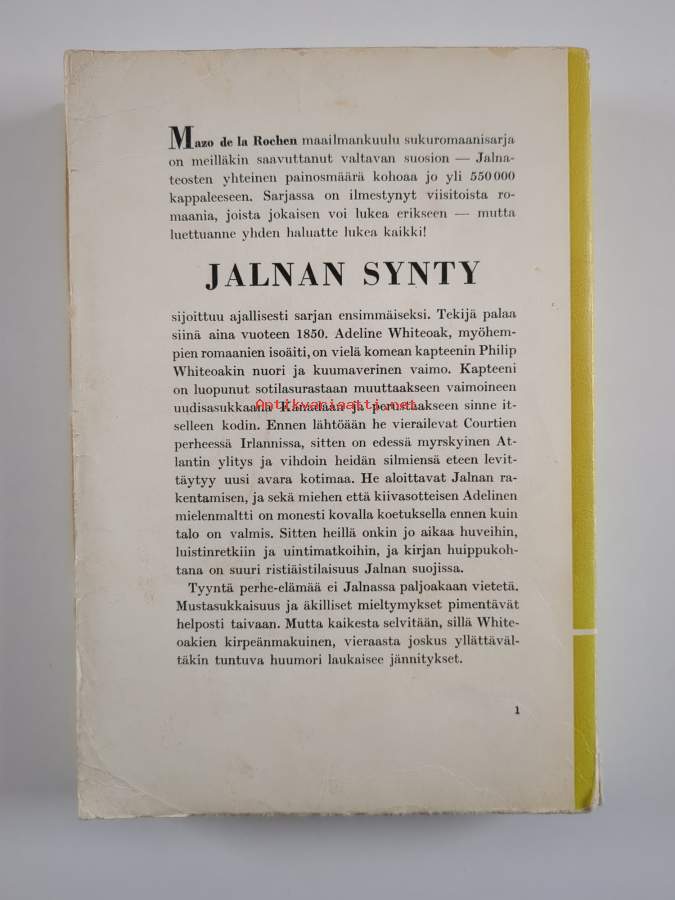 Mazo de la Rochen maailmankuulu sukuromaanisarja
on meilläkin saavuttanut valtavan suosion — Jalna-
teosten yhteinen painosmäärä kohoaa jo yli 550 000
kappaleeseen. Sarjassa on ilmestynyt viisitoista ro-
maania, joista jokaisen voi lukea erikseen — mutta
luettuanne yhden haluatte lukea kaikki!
JALNAN SYNTY
sijoittuu ajallisesti sarjan ensimmäiseksi. Tekijä palaa
siinä aina vuoteen 1850. Adeline Whiteoak, myöhem-
pien romaanien isoäiti, on vielä komean kapteenin Philip
Whiteoakin nuori ja kuumaverinen vaimo. Kapteeni
on luopunut sotilasurastaan muuttaakseen vaimoineen
uudisasukkaana Kanadaan ja perustaakseen sinne it-
Antikvariaatti.net
selleen kodin. Ennen lähtöään he vierailevat Courtien
perheessä Irlannissa, sitten on edessä myrskyinen At-
lantin ylitys ja vihdoin heidän silmiensä eteen levit-
täytyy uusi avara kotimaa. He aloittavat Jalnan ra-
kentamisen, ja sekä miehen että kiivasotteisen Adelinen
mielenmaltti on monesti kovalla koetuksella ennen kuin
talo on valmis. Sitten heillä onkin jo aikaa huveihin,
luistinretkiin ja uintimatkoihin, ja kirjan huippukoh-
tana on suuri ristiäistilaisuus Jalnan suojissa.
Tyyntä perhe-elämää ei Jalnassa paljoakaan vietetä.
Mustasukkaisuus ja äkilliset mieltymykset pimentävät
helposti taivaan. Mutta kaikesta selvitään, sillä White-
oakien kirpeänmakuinen, vieraasta joskus yllättäväl-
täkin tuntuva huumori laukaisee jännitykset.
1